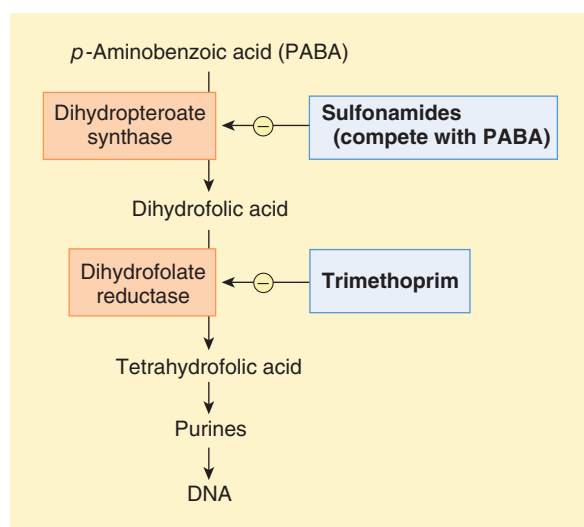 p-Aminobenzoic acid (PABA)
Dihydropteroate
synthase
Sulfonamides
(compete with PABA)
Dihydrofolic acid
Dihydrofolate
reductase
Trimethoprim
Tetrahydrofolic acid
Purines
DNA